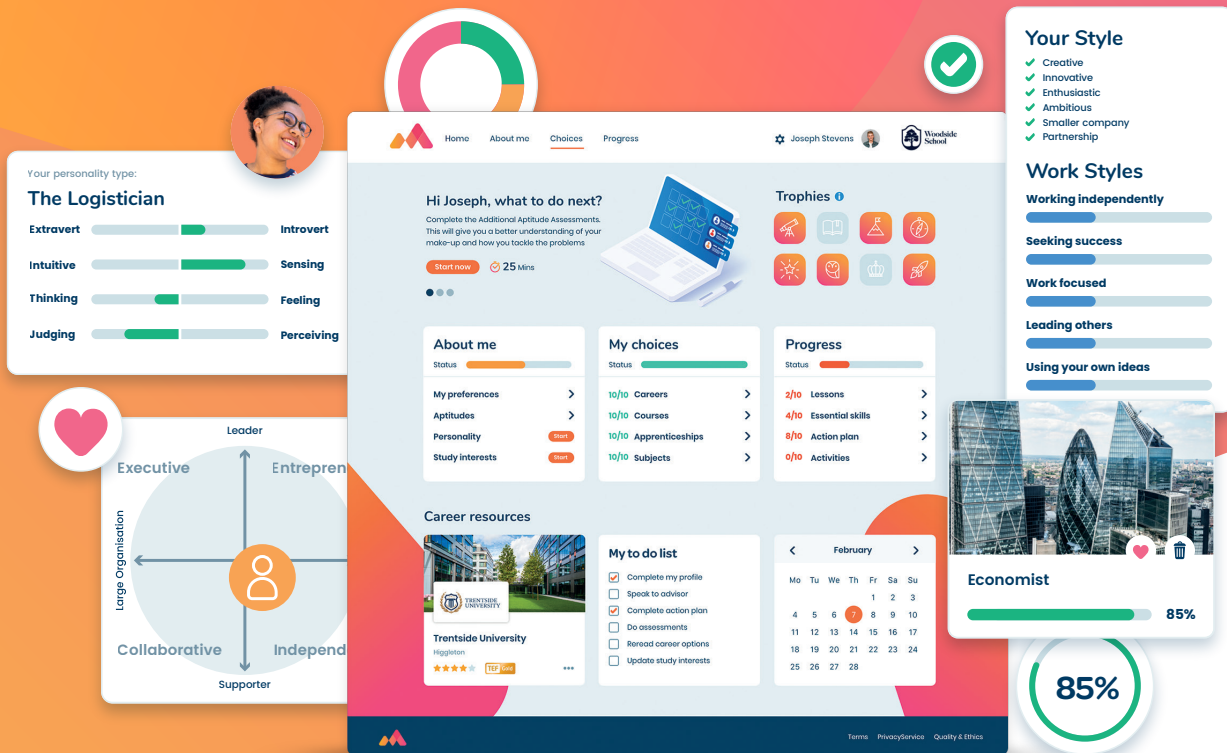 Your personality type:
The Logistician
Extravert Introvert
Intuitive Sensing
Thinking Feeling
Judging Perceiving
Leader
Executive Entrepren
Large Organisation
Collaborative Independ
Supporter
Home About me Choices Progress
Joseph Stevens
Woodside
School
Hi Joseph, what to do next?
Complete the Additional Aptitude Assessments.
This will give you a better understanding of your
make-up and how you tackle the problems
Start now 25 Mins
Trophies
About me
Status
My preferences
Aptitudes
Personality Start
Study interests Start
My choices
Status
10/10 Careers
10/10 Courses
10/10 Apprenticeships
10/10 Subjects
Progress
Status
2/10 Lessons
4/10 Essential skills
8/10 Action plan
0/10 Activities
Career resources
TRENTSIDE
UNIVERSITY
Trentside University
Higgleton
TEF Gold
My to do list
Complete my profile
Speak to advisor
Complete action plan
Do assessments
Reread career options
Update study interests
February
Mo Tu We Th Fr Sa Su
1 2 3
4 5 6 7 8 9 10
11 12 13 14 15 16 17
18 19 20 21 22 23 24
25 26 27 28
Terms PrivacyService Quality & Ethics
Your Style
Creative
Innovative
Enthusiastic
Ambitious
Smaller company
Partnership
Work Styles
Working independently
Seeking success
Work focused
Leading others
Using your own ideas
Economist
85%
85%